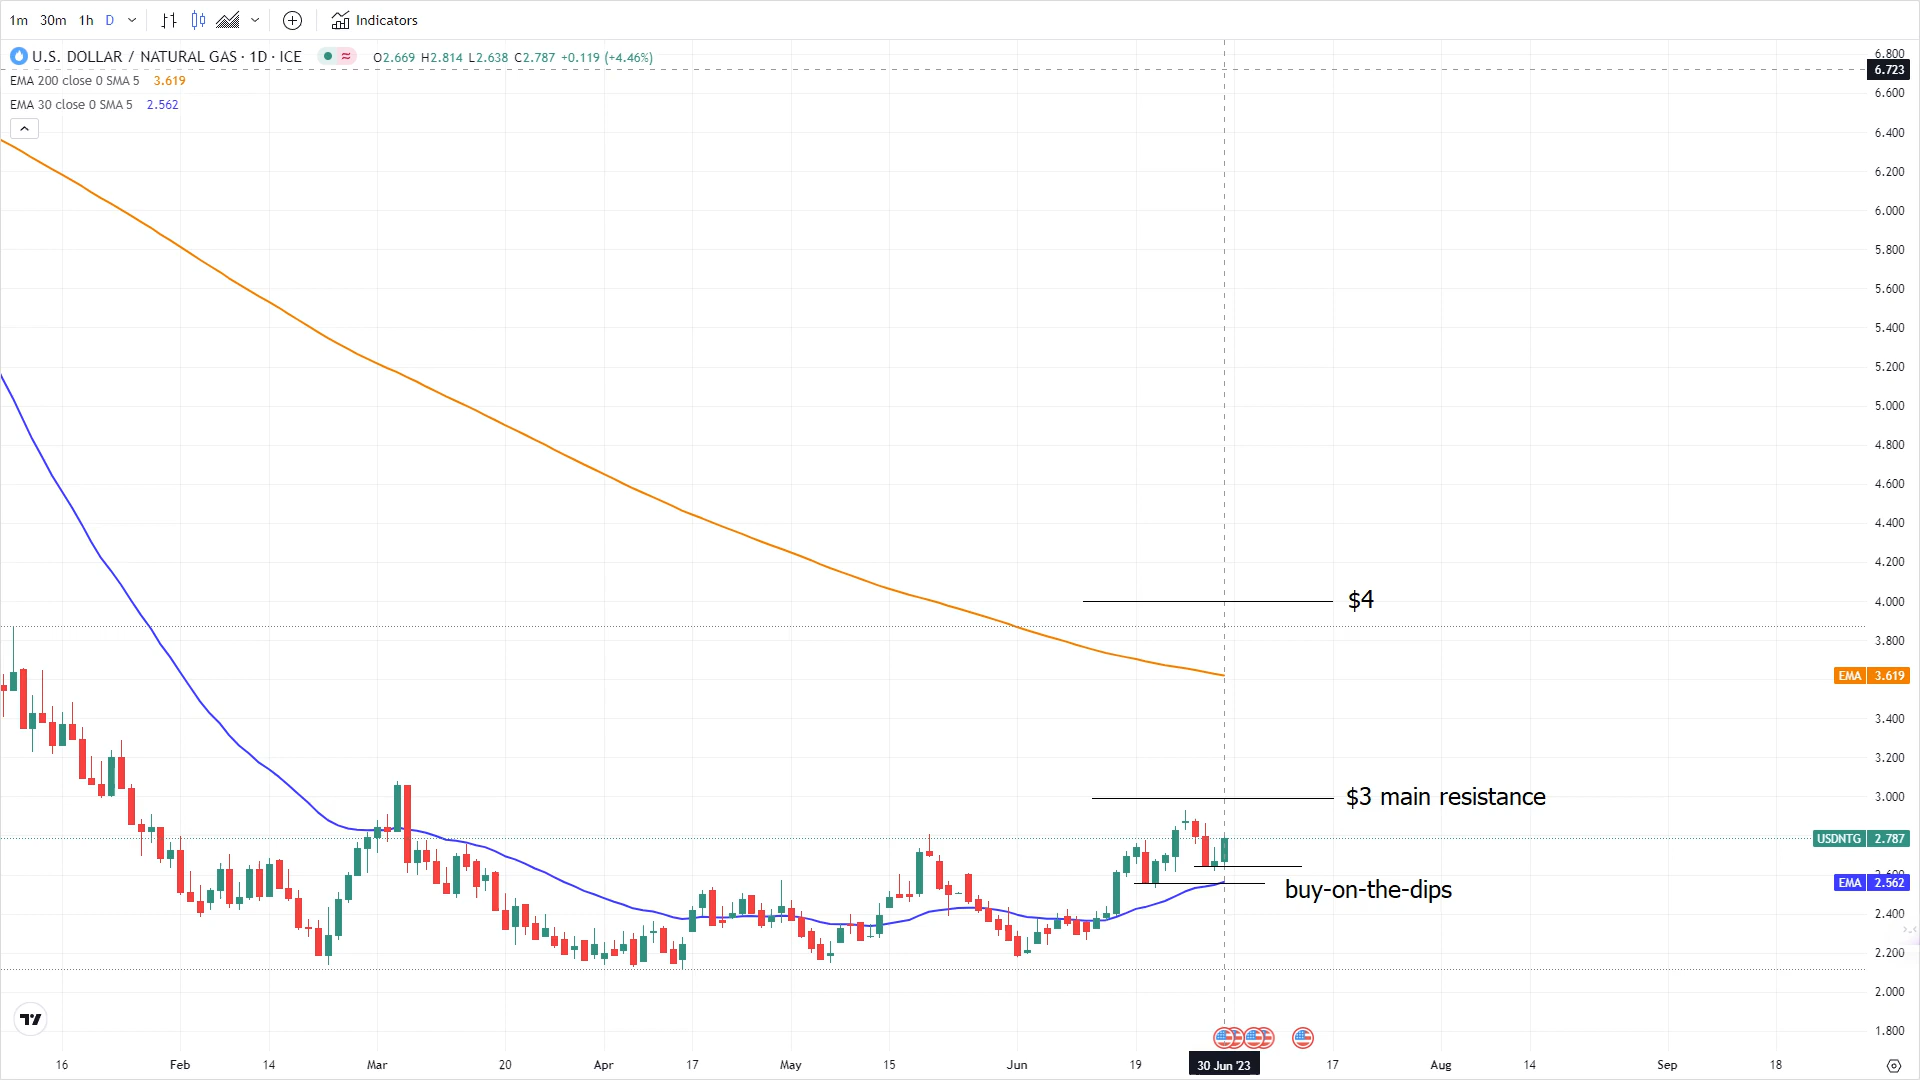 1m 30m 1h D Indicators
U.S. DOLLAR / NATURAL GAS · 1D · ICE O2.669 H2.814 L2.638 C2.787 +0.119 (+4.46%)
EMA 200 close 0 SMA 5 3.619
EMA 30 close 0 SMA 5 2.562
6.800
6.723
6.600
6.400
6.200
6.000
5.800
5.600
5.400
5.200
5.000
4.800
4.600
4.400
4.200
$4
4.000
3.800
EMA 3.619
3.400
3.200
$3 main resistance
3.000
USDNTG 2.787
2.600
EMA 2.562
buy-on-the-dips
2.400
2.200
2.000
1.800
16 Feb 14 Mar 20 Apr 17 May 15 Jun 19 30 Jun '23 17 Aug 14 Sep 18